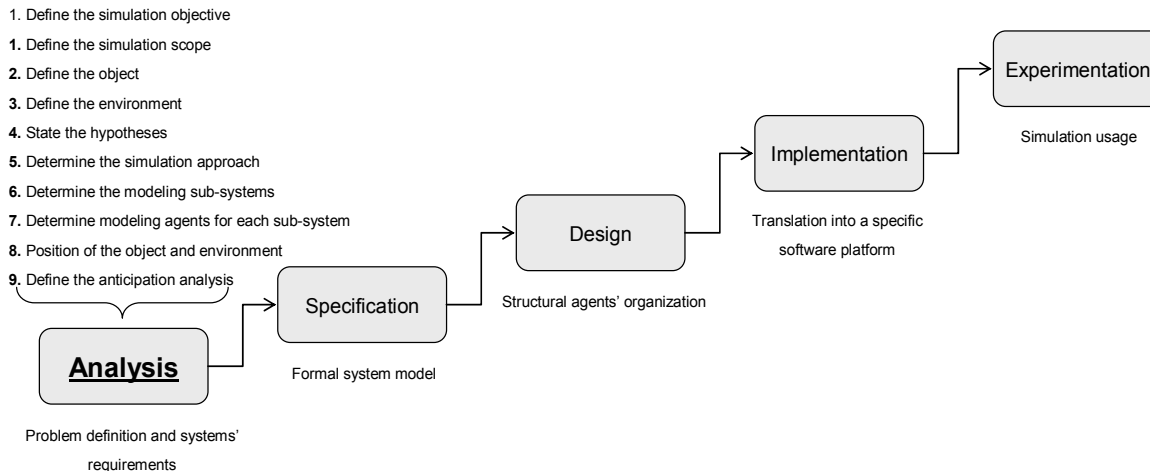 1. Define the simulation objective
1. Define the simulation scope
2. Define the object
3. Define the environment
4. State the hypotheses
5. Determine the simulation approach
6. Determine the modeling sub-systems
7. Determine modeling agents for each sub-system
8. Position of the object and environment
9. Define the anticipation analysis
Analysis
Problem definition and systems'
requirements
Specification
Formal system model
Design
Structural agents' organization
Implementation
Translation into a specific
software platform
Experimentation
Simulation usage